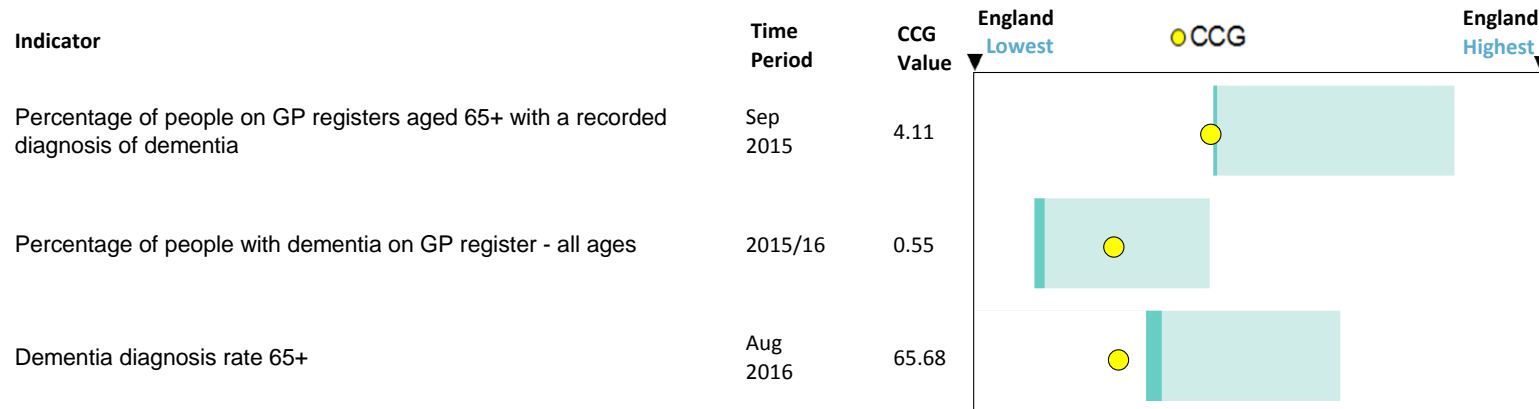 Indicator
Time
Period
CCG
Value
England
Lowest
CCG
England
Highest
Percentage of people on GP registers aged 65+ with a recorded
diagnosis of dementia
Sep
2015
4.11
Percentage of people with dementia on GP register - all ages
2015/16
0.55
Dementia diagnosis rate 65+
Aug
2016
65.68